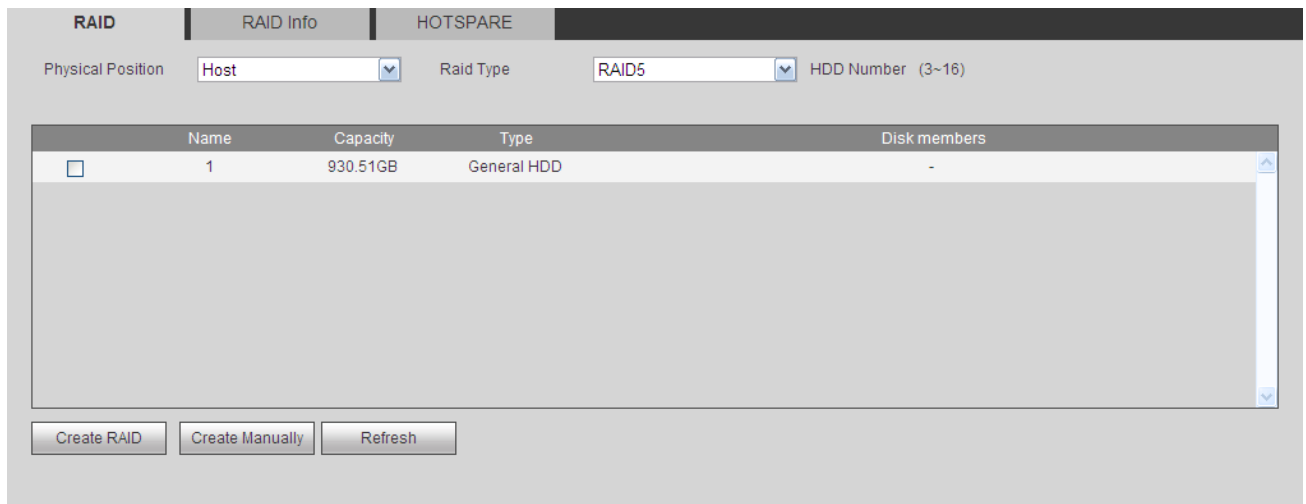 RAID RAID Info HOTSPARE
Physical Position Host Raid Type RAID5 HDD Number (3~16)
Name Capacity Type Disk members
1 930.51GB General HDD -
Create RAID Create Manually Refresh